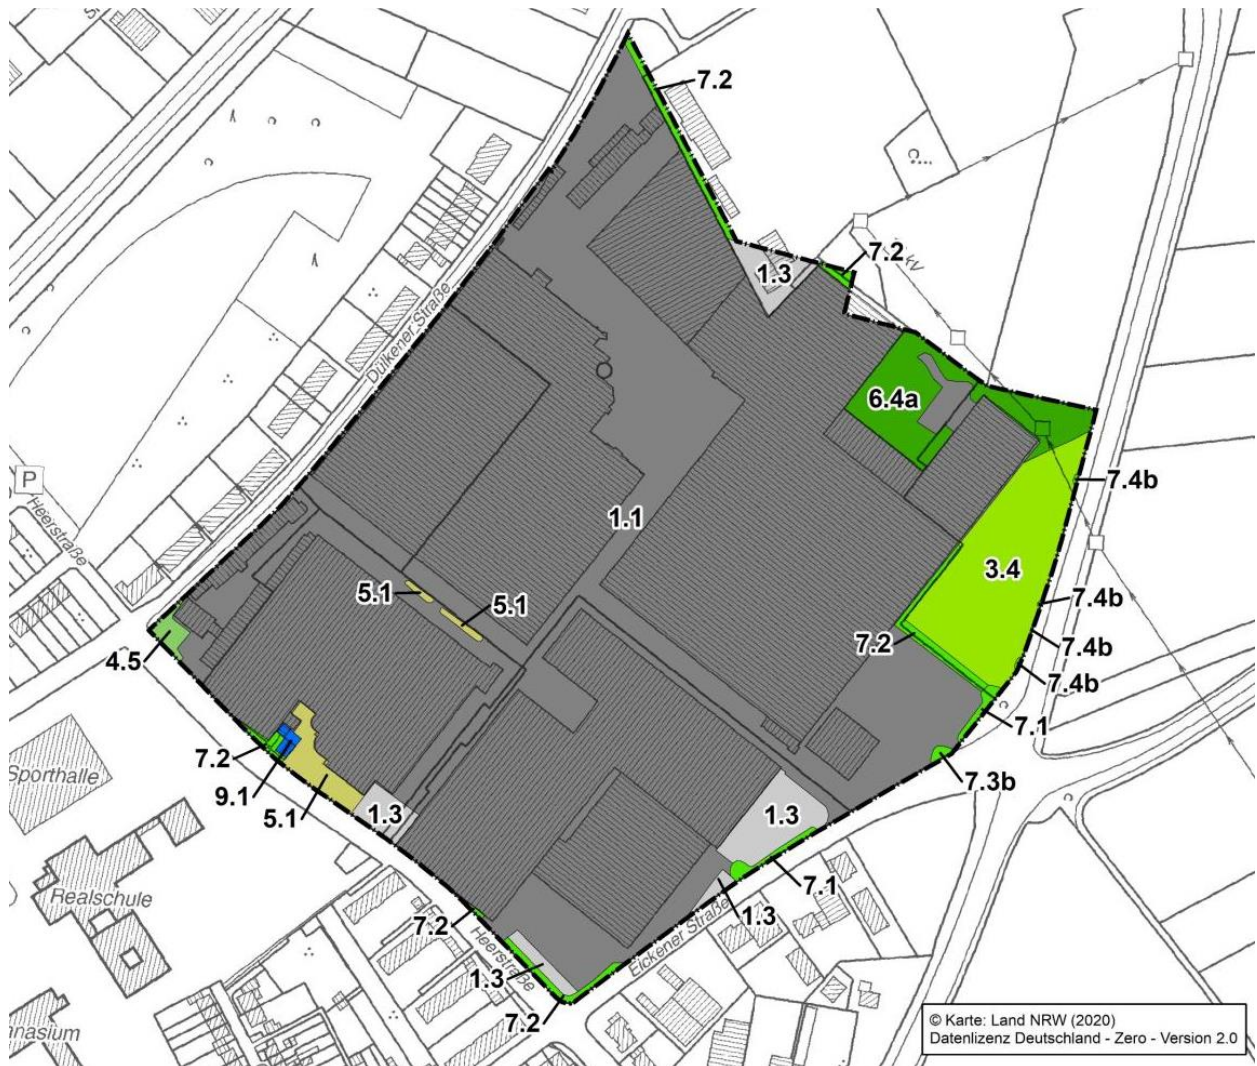 7.2
7.2
1.3
kV
Dülkener Straße
6.4a
P
Heerstraße
7.4b
1.1
3.4
5.1
5.1
7.4b
7.4b
7.2
4.5
7.4b
7.1
7.2
Sporthalle
9.1
7.3b
5.1
1.3
1.3
7.1
Realschule
1.3
7.2
Heerstraße
Eickener Straße
1.3
7.2
nasium
© Karte: Land NRW (2020)
Datenlizenz Deutschland - Zero - Version 2.0